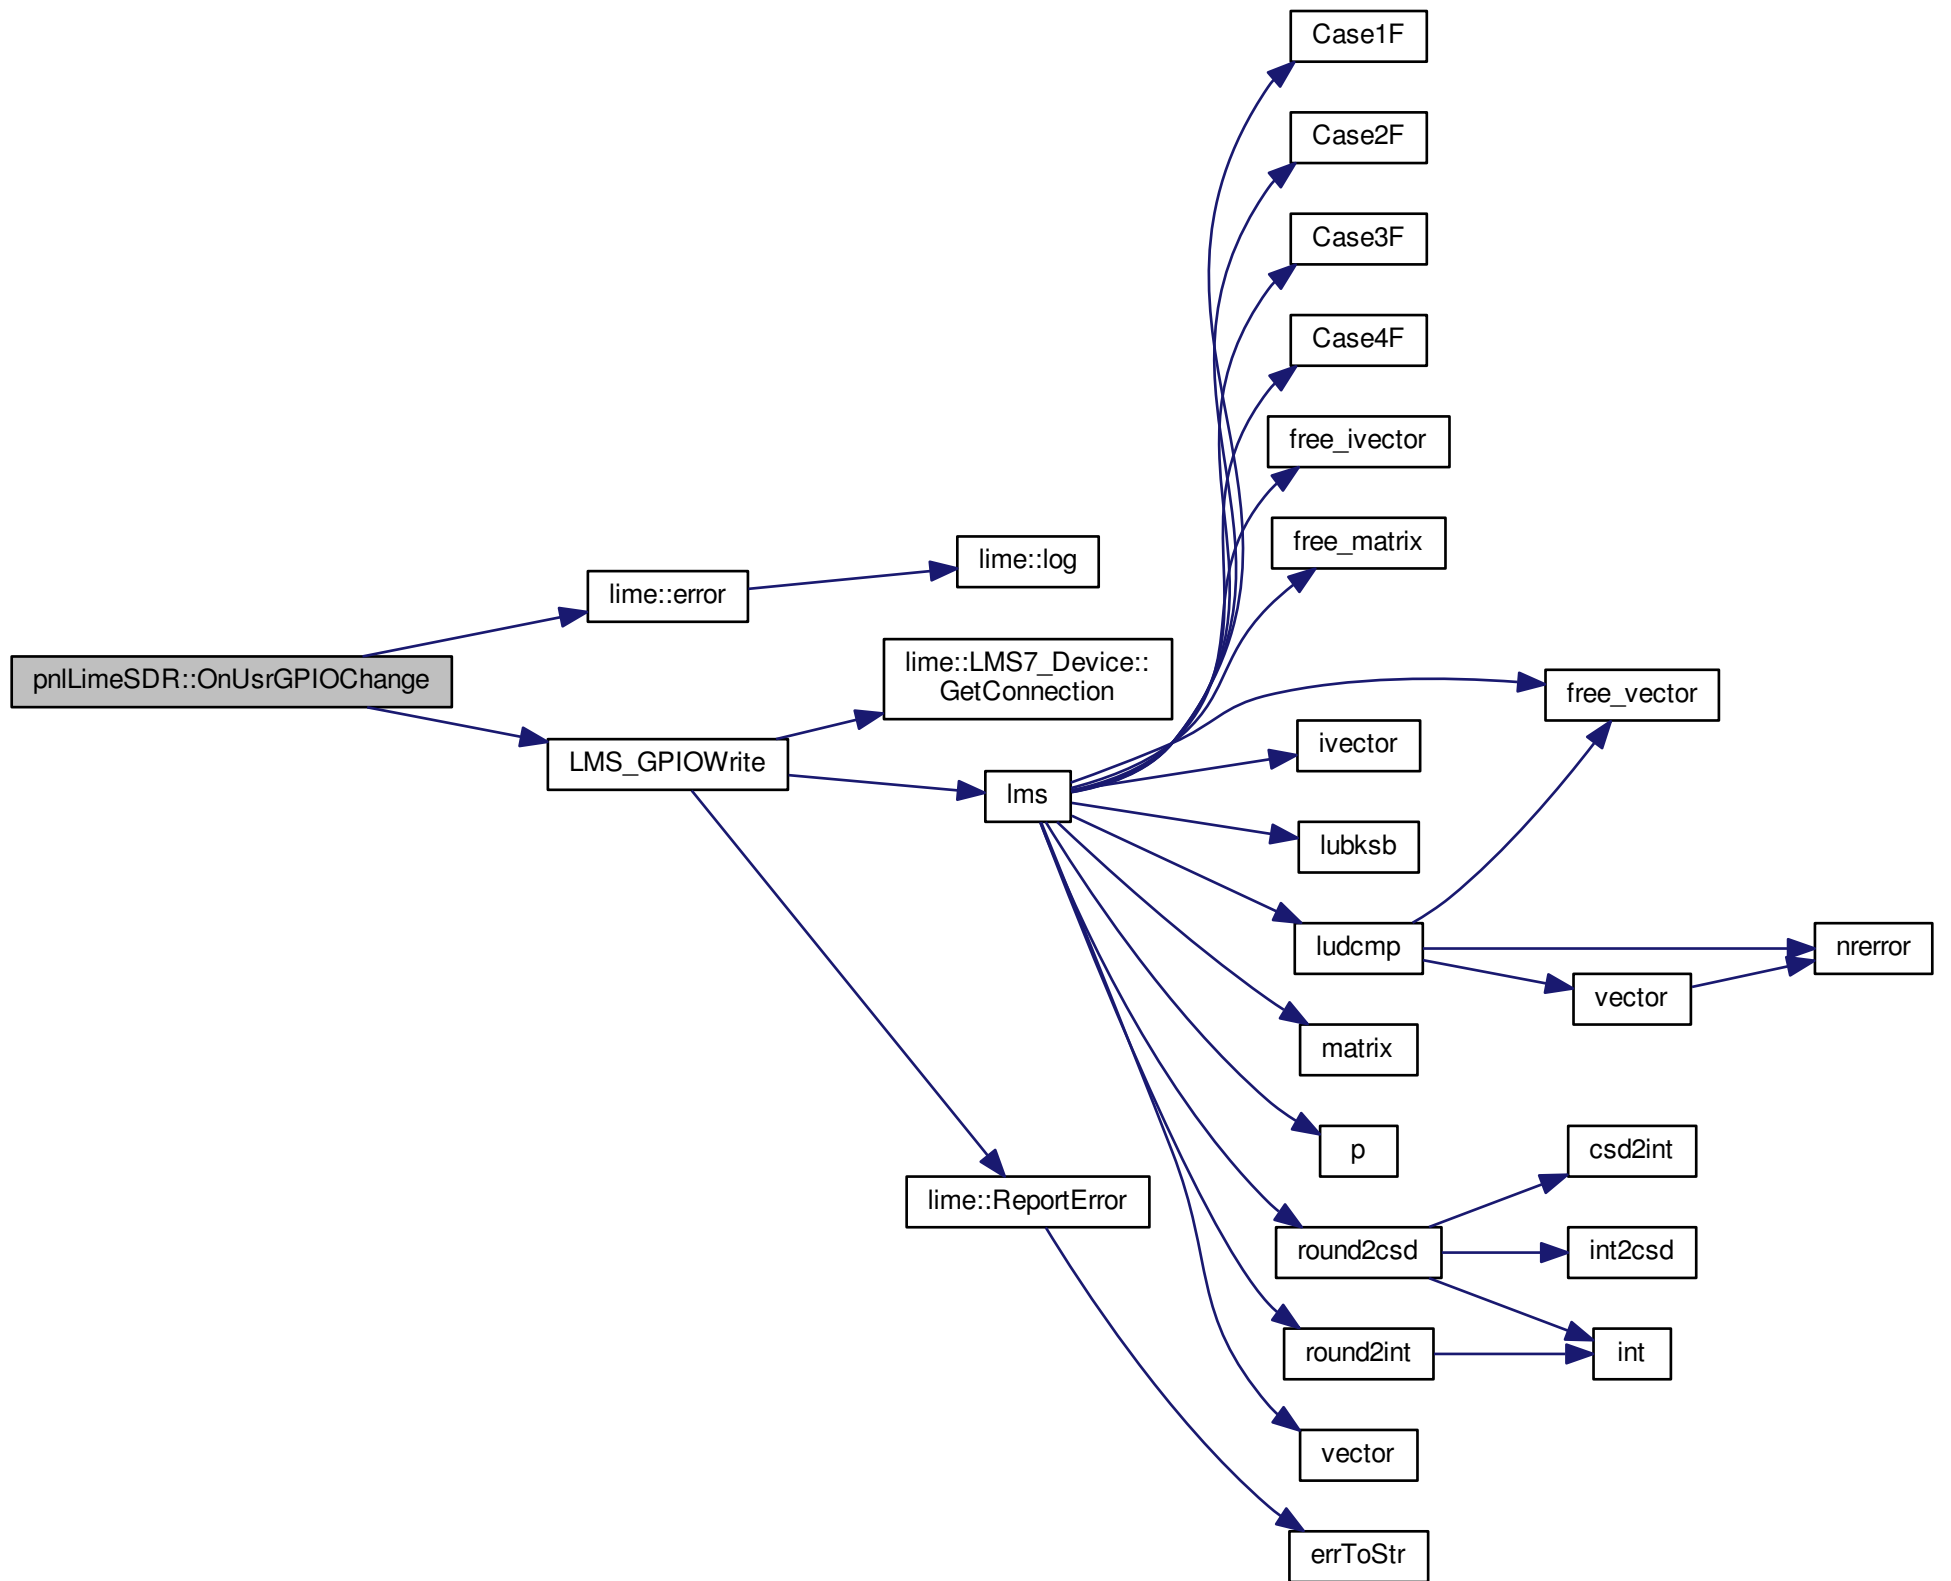 Case1F
Case2F
Case3F
Case4F
free_ivector
free_matrix
lime::log
lime::error
pnlLimeSDR::OnUsrGPIOChange
lime::LMS7_Device::
GetConnection
free_vector
ivector
LMS_GPIOWrite
lms
lubksb
ludcmp
nrerror
vector
matrix
p
csd2int
lime::ReportError
round2csd
int2csd
round2int
int
vector
errToStr